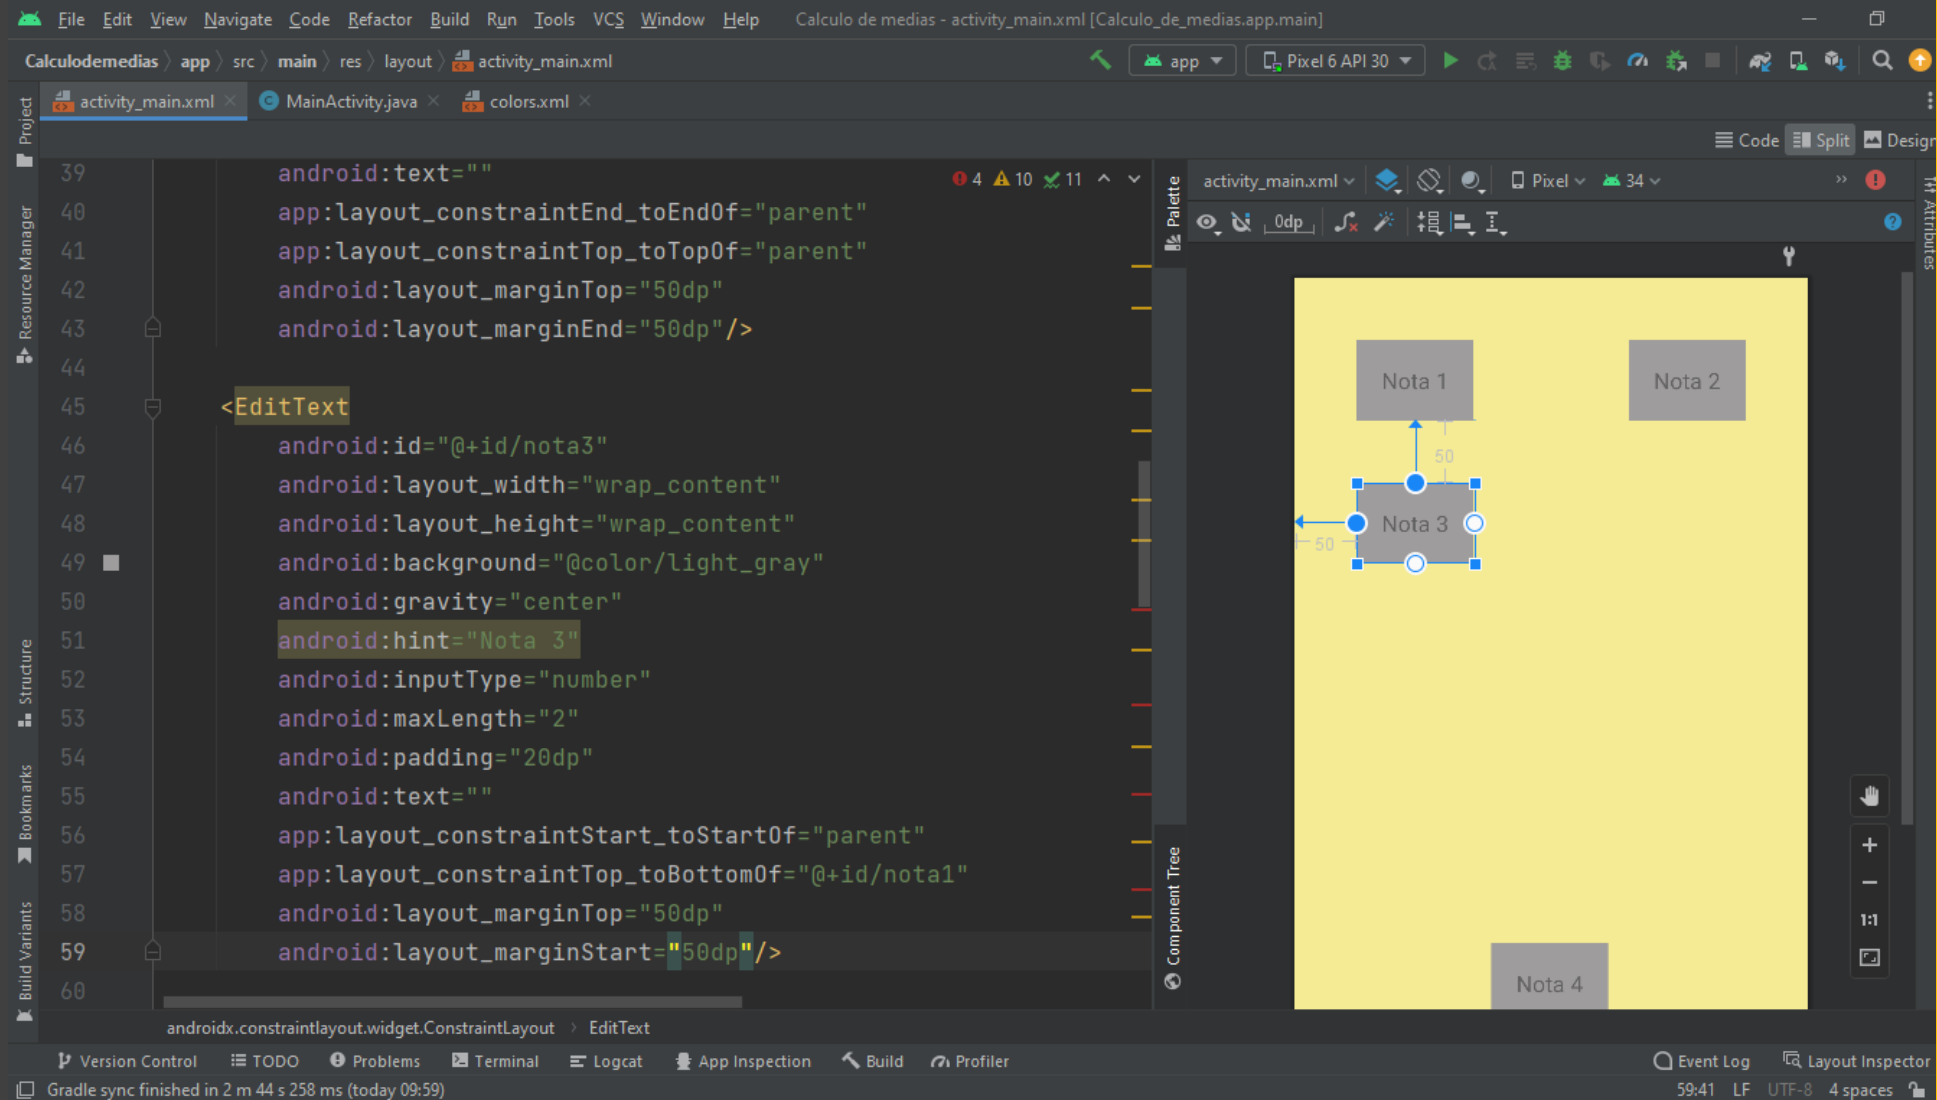 File Edit View Navigate Code Refactor Build Run Tools VCS Window Help Calculo de medias - activity_main.xml [Calculo_de_medias.app.main]
Calculodemedias app src main res layout activity_main.xml app Pixel 6 API 30
activity_main.xml MainActivity.java colors.xml
Code Split Design
Project
Resource Manager
Structure
Bookmarks
Build Variants
39 android:text=""
40 app:layout_constraintEnd_toEndOf="parent"
41 app:layout_constraintTop_toTopOf="parent"
42 android:layout_marginTop="50dp"
43 android:layout_marginEnd="50dp"/>
44
45 <EditText
46 android:id="@+id/nota3"
47 android:layout_width="wrap_content"
48 android:layout_height="wrap_content"
49 android:background="@color/light_gray"
50 android:gravity="center"
51 android:hint="Nota 3"
52 android:inputType="number"
53 android:maxLength="2"
54 android:padding="20dp"
55 android:text=""
56 app:layout_constraintStart_toStartOf="parent"
57 app:layout_constraintTop_toBottomOf="@+id/nota1"
58 android:layout_marginTop="50dp"
59 android:layout_marginStart="50dp"/>
60
4 10 11
Palette
Component Tree
activity_main.xml Pixel 34
0dp
Attributes
Nota 1 Nota 2
50
Nota 3
50
Nota 4
1:1
androidx.constraintlayout.widget.ConstraintLayout EditText
Version Control TODO Problems Terminal Logcat App Inspection Build Profiler Event Log Layout Inspector
Gradle sync finished in 2 m 44 s 258 ms (today 09:59) 59:41 LF UTF-8 4 spaces